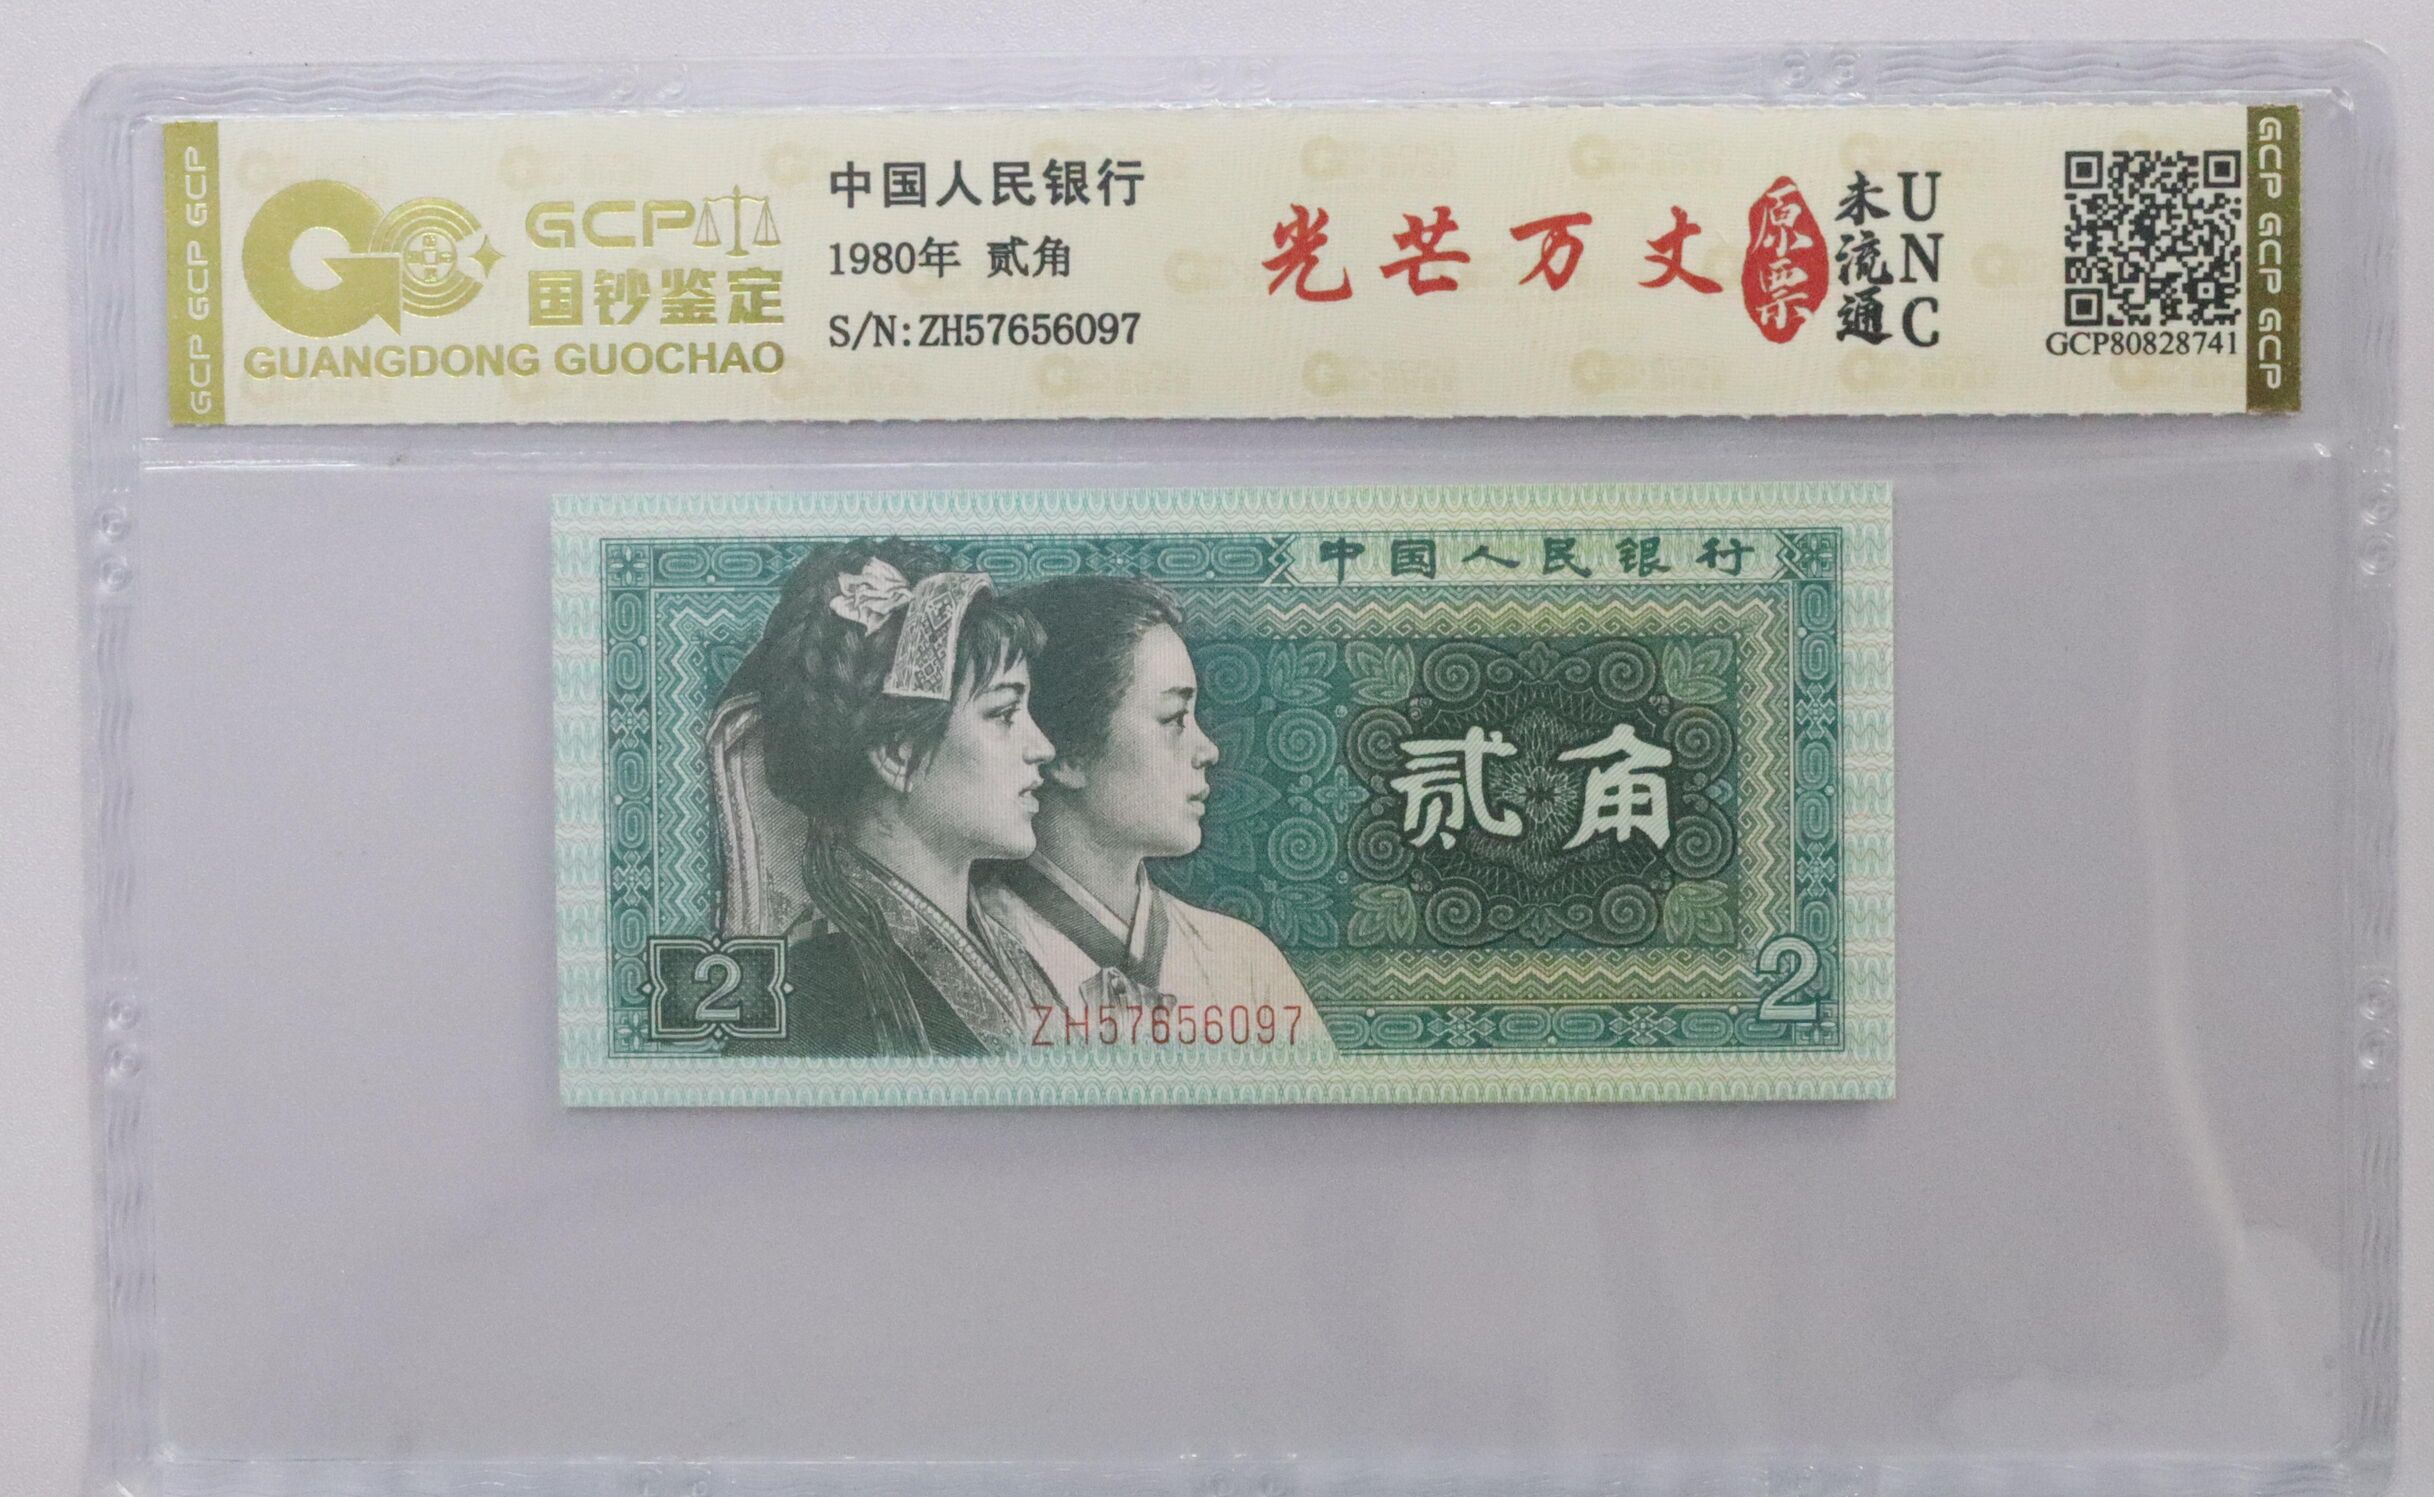 GCP GCP GCP
GCP
国钞鉴定
GUANGDONG GUOCHAO
中国人民银行
1980年 贰角
S/N:ZH57656097
光芒万丈
原票
未流通
UNC
GCP80828741
GCP GCP GCP
中国人民银行
贰角
2
2
ZH57656097